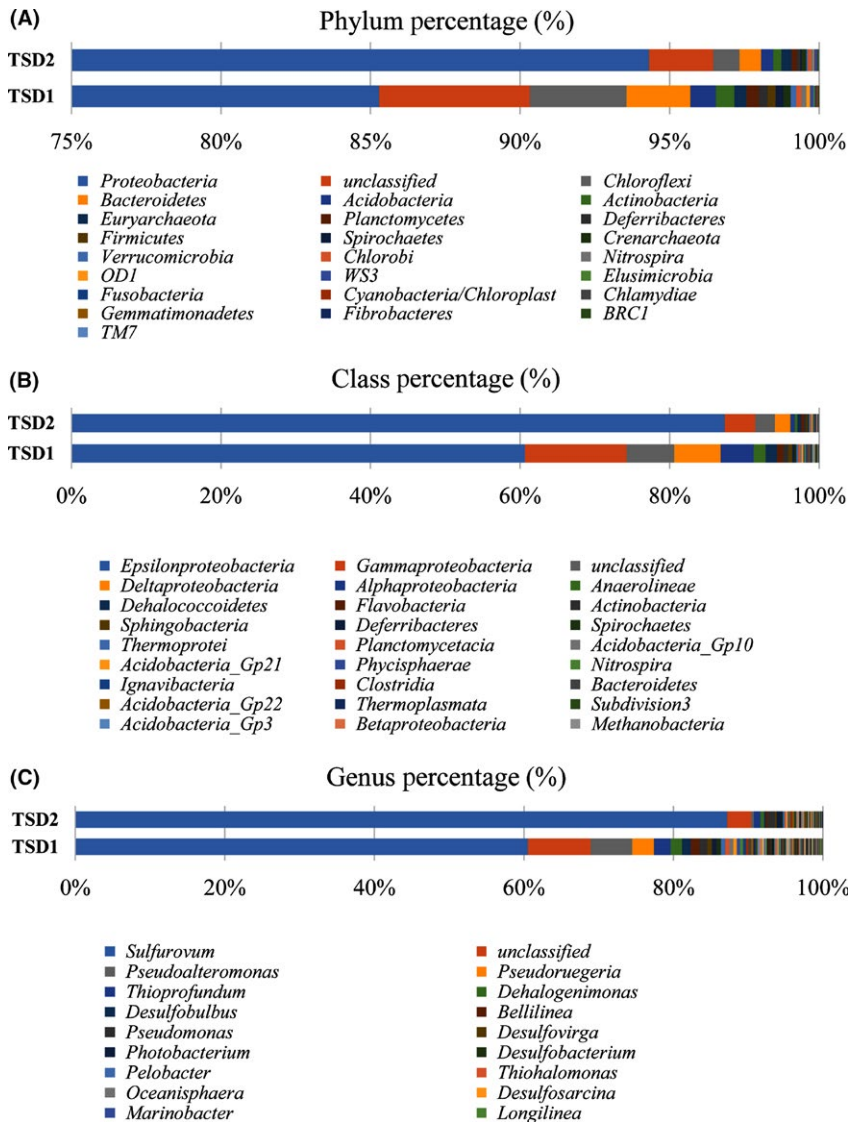 (A) Phylum percentage (%)
TSD2
TSD1
75% 80% 85% 90% 95% 100%
Proteobacteria unclassified Chloroflexi
Bacteroidetes Acidobacteria Actinobacteria
Euryarchaeota Planctomycetes Deferribacteres
Firmicutes Spirochaetes Crenarchaeota
Verrucomicrobia Chlorobi Nitrospira
OD1 WS3 Elusimicrobia
Fusobacteria Cyanobacteria/Chloroplast Chlamydiae
Gemmatimonadetes Fibrobacteres BRC1
TM7
(B) Class percentage (%)
TSD2
TSD1
0% 20% 40% 60% 80% 100%
Epsilonproteobacteria Gammaproteobacteria unclassified
Deltaproteobacteria Alphaproteobacteria Anaerolineae
Dehalococcoidetes Flavobacteria Actinobacteria
Sphingobacteria Deferribacteres Spirochaetes
Thermoprotei Planctomycetacia Acidobacteria_Gp10
Acidobacteria_Gp21 Phycisphaerae Nitrospira
Ignavibacteria Clostridia Bacteroidetes
Acidobacteria_Gp22 Thermoplasmata Subdivision3
Acidobacteria_Gp3 Betaproteobacteria Methanobacteria
(C) Genus percentage (%)
TSD2
TSD1
0% 20% 40% 60% 80% 100%
Sulfurovum unclassified
Pseudoalteromonas Pseudoruegeria
Thioprofundum Dehalogenimonas
Desulfobulbus Bellilinea
Pseudomonas Desulfovirga
Photobacterium Desulfobacterium
Pelobacter Thiohalomonas
Oceanisphaera Desulfosarcina
Marinobacter Longilinea